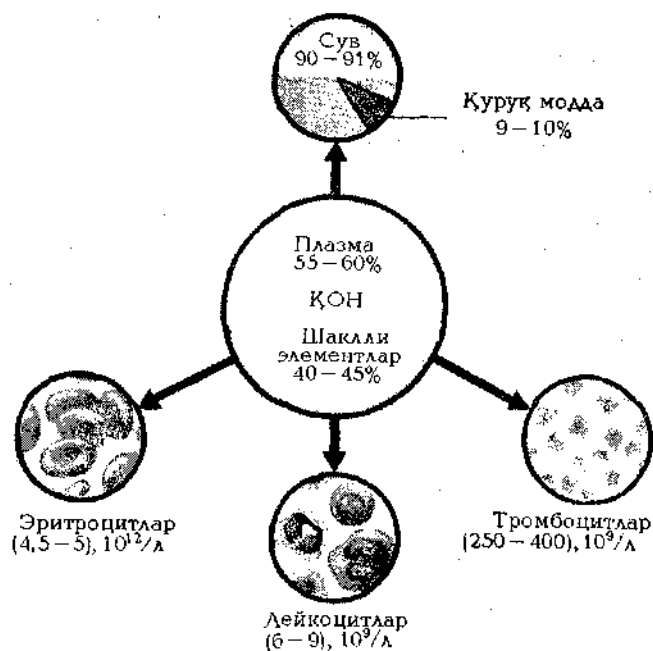 Сув
90–91%
Қуруқ модда
9–10%
Плазма
55–60%
ҚОН
Шаклли
элементлар
40–45%
Эритроцитлар
(4,5–5), 10¹²/л
Лейкоцитлар
(6–9), 10⁹/л
Тромбоцитлар
(250–400), 10⁹/л